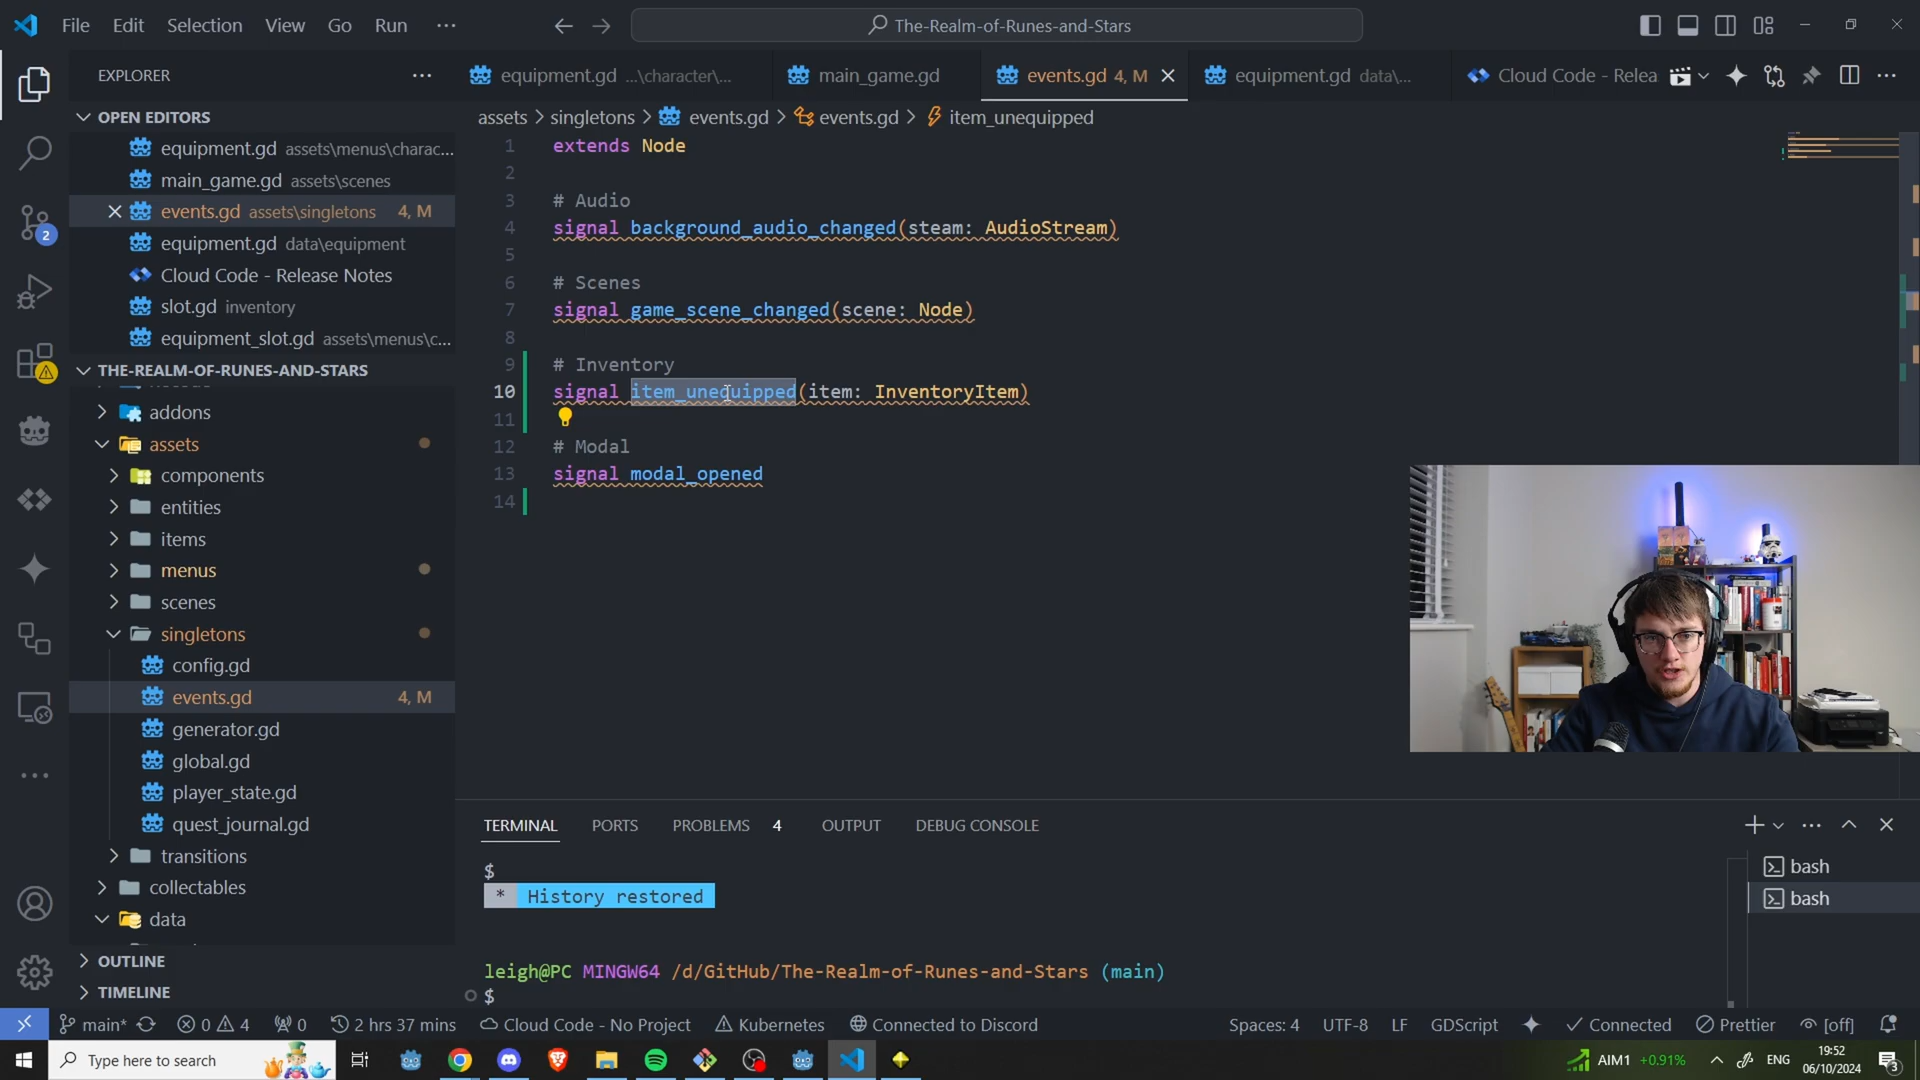 File Edit Selection View Go Run ···
The-Realm-of-Runes-and-Stars
EXPLORER
equipment.gd ...\character\...
main_game.gd
events.gd 4, M
equipment.gd data\...
Cloud Code - Relea
OPEN EDITORS
equipment.gd assets\menus\charac...
main_game.gd assets\scenes
events.gd assets\singletons 4, M
equipment.gd data\equipment
Cloud Code - Release Notes
slot.gd inventory
equipment_slot.gd assets\menus\c...
THE-REALM-OF-RUNES-AND-STARS
addons
assets
components
entities
items
menus
scenes
singletons
config.gd
events.gd 4, M
generator.gd
global.gd
player_state.gd
quest_journal.gd
transitions
collectables
data
OUTLINE
TIMELINE
2
assets > singletons > events.gd > events.gd > item_unequipped
1 extends Node
2
3 # Audio
4 signal background_audio_changed(steam: AudioStream)
5
6 # Scenes
7 signal game_scene_changed(scene: Node)
8
9 # Inventory
10 signal item_unequipped(item: InventoryItem)
11
12 # Modal
13 signal modal_opened
14
TERMINAL PORTS PROBLEMS 4 OUTPUT DEBUG CONSOLE
$
* History restored
leigh@PC MINGW64 /d/GitHub/The-Realm-of-Runes-and-Stars (main)
$
bash
bash
main* 0 4 0 2 hrs 37 mins Cloud Code - No Project Kubernetes Connected to Discord Spaces: 4 UTF-8 LF GDScript Connected Prettier [off]
Type here to search
AIM1 +0.91% ENG 19:52
06/10/2024
3